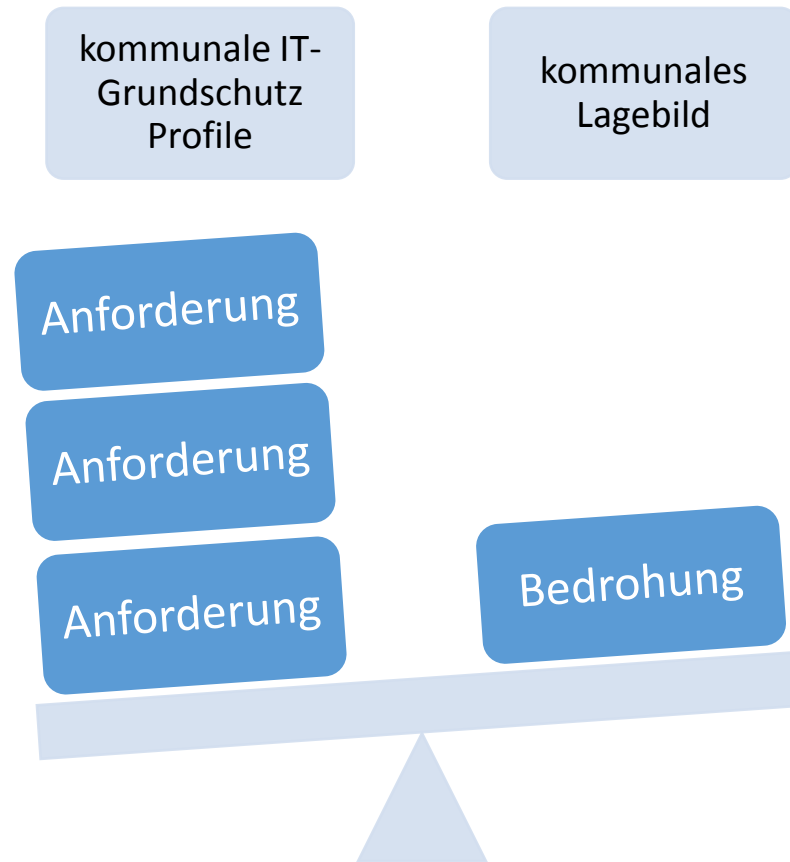 kommunale IT-
Grundschutz
Profile
kommunales
Lagebild
Anforderung
Anforderung
Anforderung
Bedrohung